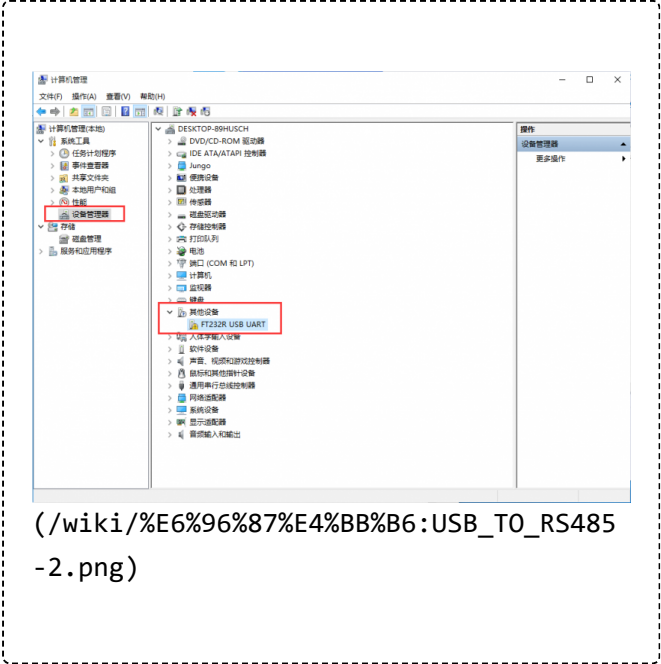 计算机管理
文件(F) 操作(A) 查看(V) 帮助(H)
计算机管理(本地)
系统工具
任务计划程序
事件查看器
共享文件夹
本地用户和组
性能
设备管理器
存储
磁盘管理
服务和应用程序
DESKTOP-89HUSCH
DVD/CD-ROM 驱动器
IDE ATA/ATAPI 控制器
Jungo
便携设备
处理器
传感器
磁盘驱动器
存储控制器
打印队列
电池
端口 (COM 和 LPT)
计算机
监视器
键盘
其他设备
FT232R USB UART
人体学输入设备
软件设备
声音、视频和游戏控制器
鼠标和其他指针设备
通用串行总线控制器
网络适配器
系统设备
显示适配器
音频输入和输出
操作
设备管理器
更多操作
(/wiki/%E6%96%87%E4%BB%B6:USB_TO_RS485
-2.png)